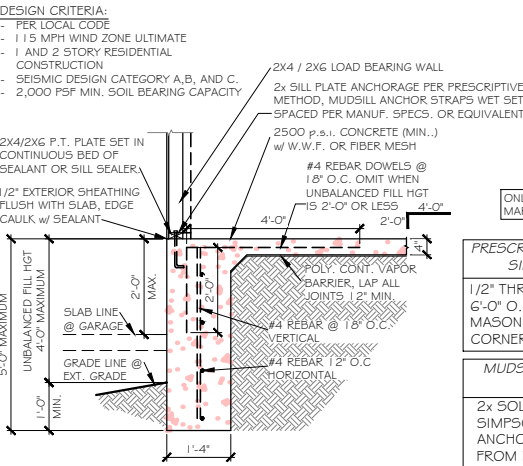 DESIGN CRITERIA:
- PER LOCAL CODE
- 115 MPH WIND ZONE ULTIMATE
- 1 AND 2 STORY RESIDENTIAL
CONSTRUCTION
- SEISMIC DESIGN CATEGORY A,B, AND C.
- 2,000 PSF MIN. SOIL BEARING CAPACITY
2X4 / 2X6 LOAD BEARING WALL
2x SILL PLATE ANCHORAGE PER PRESCRIPTIVE
METHOD, MUDSILL ANCHOR STRAPS WET SET
SPACED PER MANUF. SPECS. OR EQUIVALENT
2500 p.s.i. CONCRETE (MIN..)
w/ W.W.F. OR FIBER MESH
#4 REBAR DOWELS @
18" O.C. OMIT WHEN
UNBALANCED FILL HGT
IS 2'-0" OR LESS
2X4/2X6 P.T. PLATE SET IN
CONTINUOUS BED OF
SEALANT OR SILL SEALER
1/2" EXTERIOR SHEATHING
FLUSH WITH SLAB, EDGE
CAULK w/ SEALANT
4'-0"
2'-0"
4'-0"
4"
POLY. CONT. VAPOR
BARRIER, LAP ALL
JOINTS 12" MIN.
2'-0"
MAX.
2'-0"
SLAB LINE
@ GARAGE
#4 REBAR @ 18" O.C.
VERTICAL
GRADE LINE @
EXT. GRADE
#4 REBAR 12" O.C
HORIZONTAL
5'-0" MAXIMUM
UNBALANCED FILL HGT
4'-0" MAXIMUM
1'-0"
MIN.
1'-4"
ONL
MA
PRESCR
SI
1/2" THR
6'-0" O.
MASON
CORNER
MUDS
2x SOL
SIMPSO
ANCHO
FROM